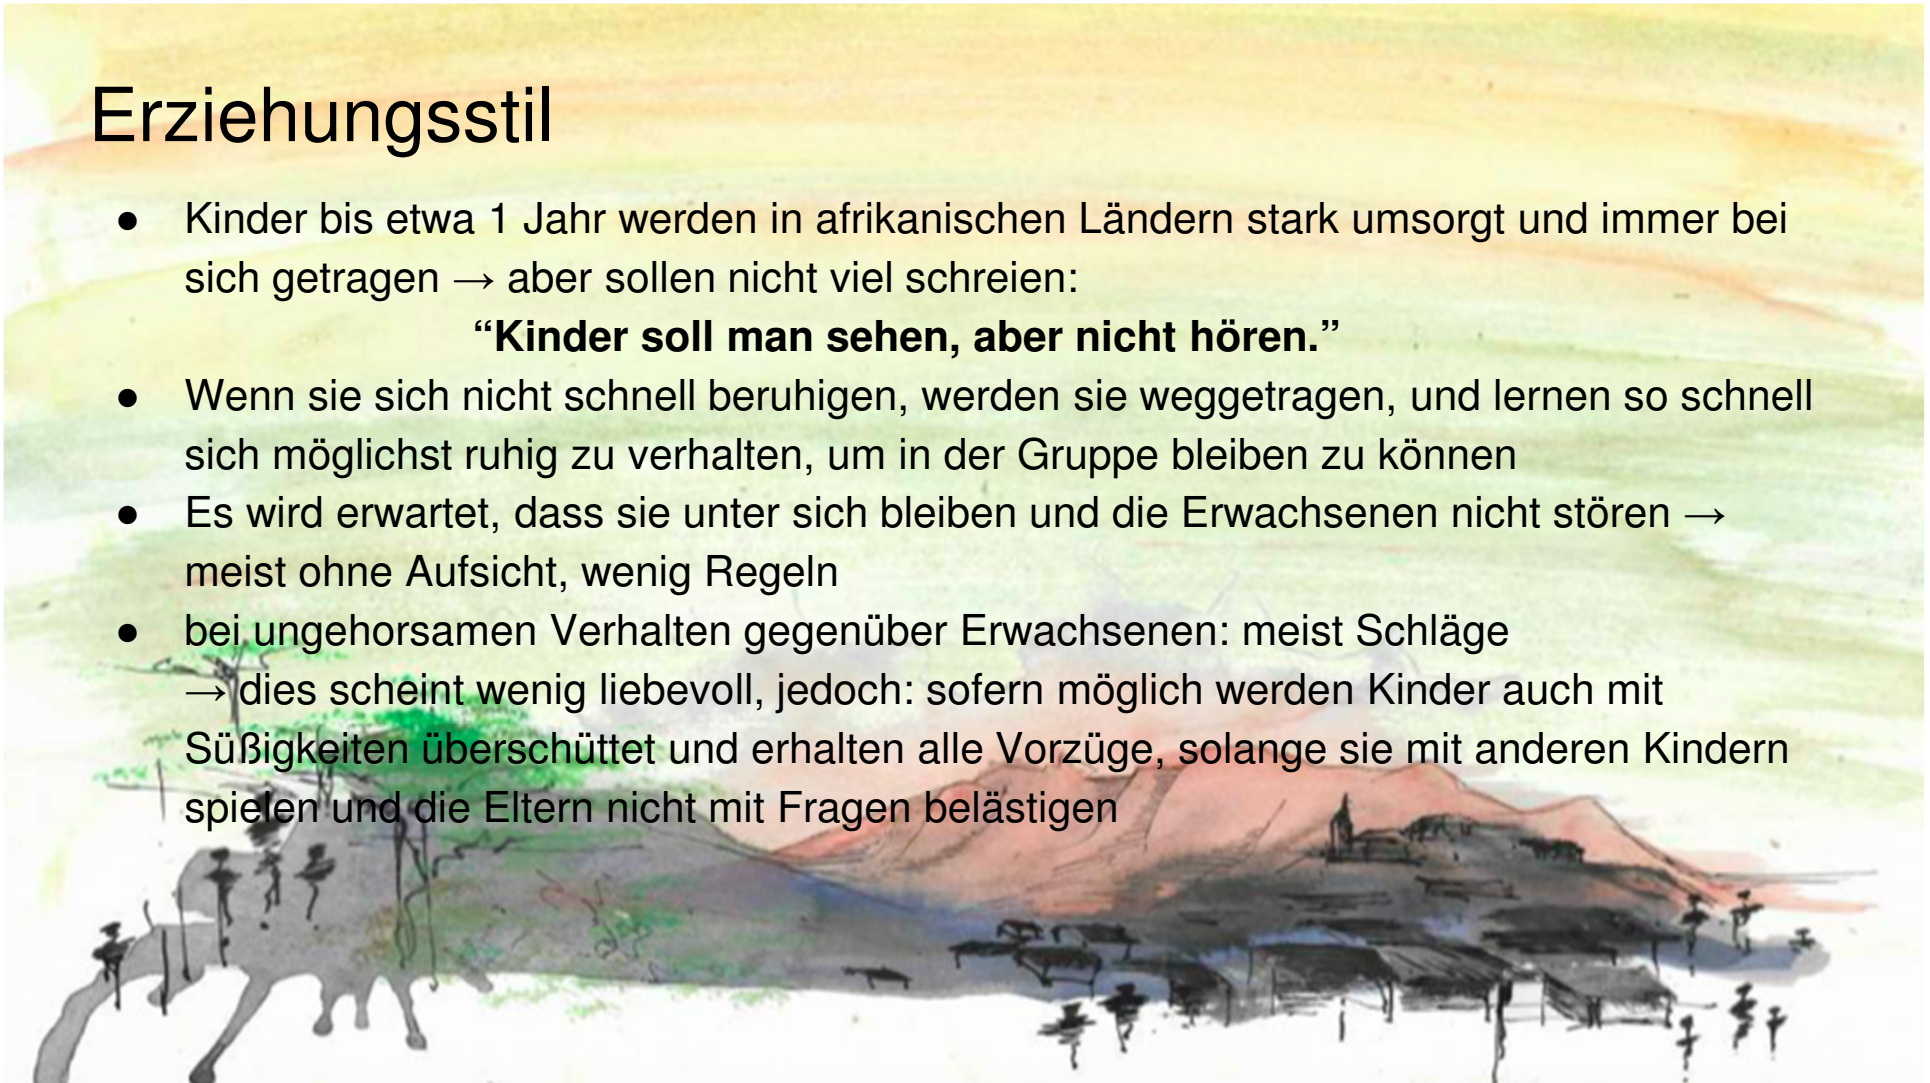 Erziehungsstil
● Kinder bis etwa 1 Jahr werden in afrikanischen Ländern stark umsorgt und immer bei
sich getragen → aber sollen nicht viel schreien:
“Kinder soll man sehen, aber nicht hören.”
● Wenn sie sich nicht schnell beruhigen, werden sie weggetragen, und lernen so schnell
sich möglichst ruhig zu verhalten, um in der Gruppe bleiben zu können
● Es wird erwartet, dass sie unter sich bleiben und die Erwachsenen nicht stören →
meist ohne Aufsicht, wenig Regeln
● bei ungehorsamen Verhalten gegenüber Erwachsenen: meist Schläge
→ dies scheint wenig liebevoll, jedoch: sofern möglich werden Kinder auch mit
Süßigkeiten überschüttet und erhalten alle Vorzüge, solange sie mit anderen Kindern
spielen und die Eltern nicht mit Fragen belästigen